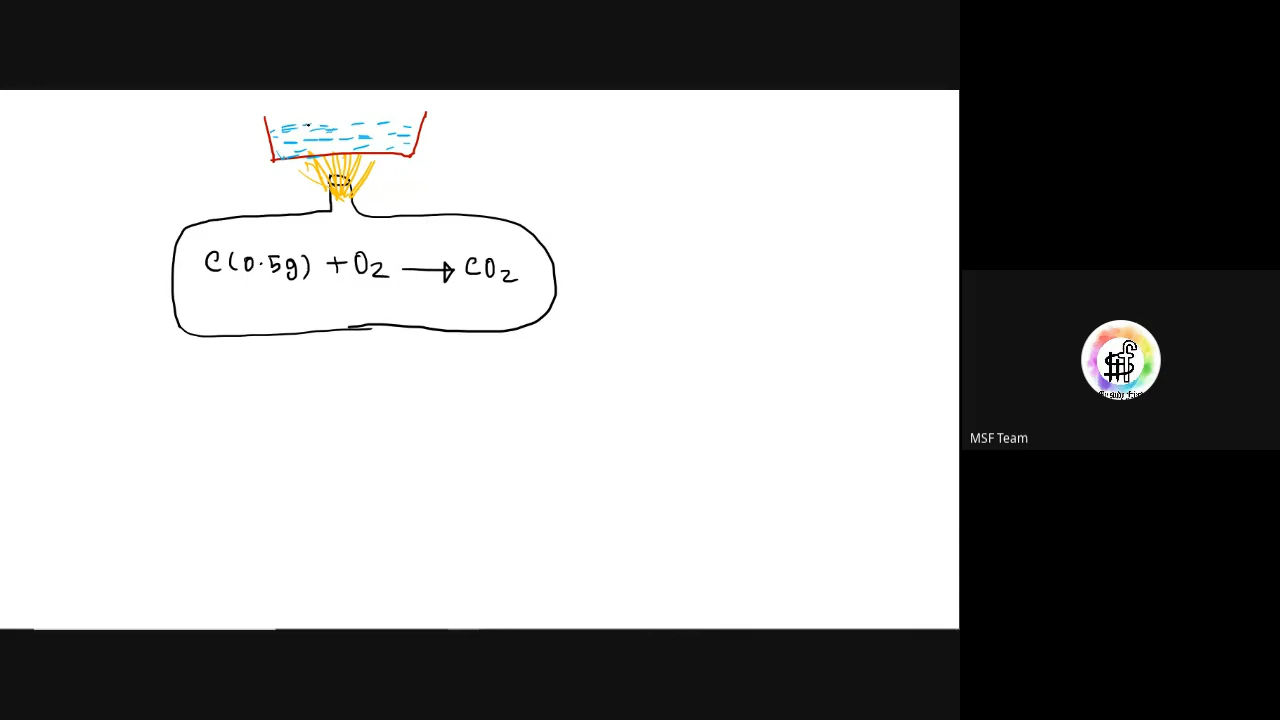 C(0.5g) + O2 → CO2
MSF Team